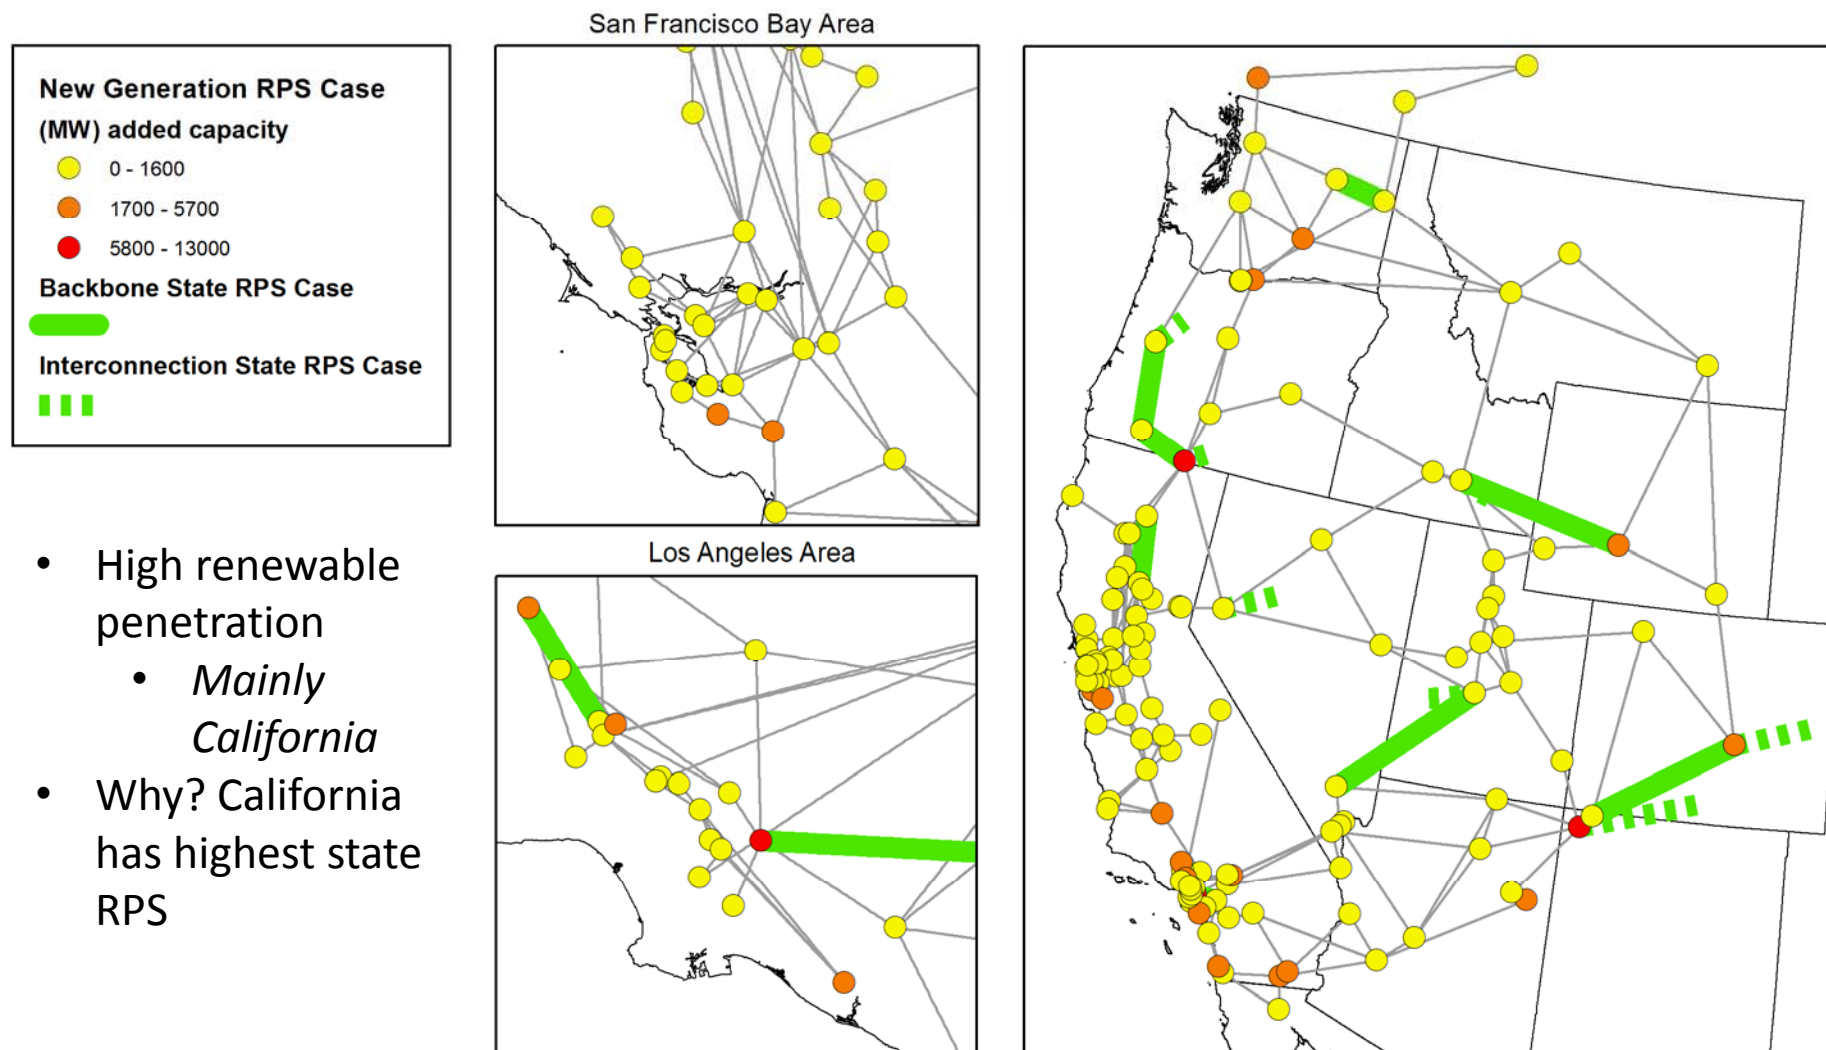 San Francisco Bay Area
New Generation RPS Case
(MW) added capacity
0 - 1600
1700 - 5700
5800 - 13000
Backbone State RPS Case
Interconnection State RPS Case
Los Angeles Area
• High renewable
penetration
• Mainly
California
• Why? California
has highest state
RPS